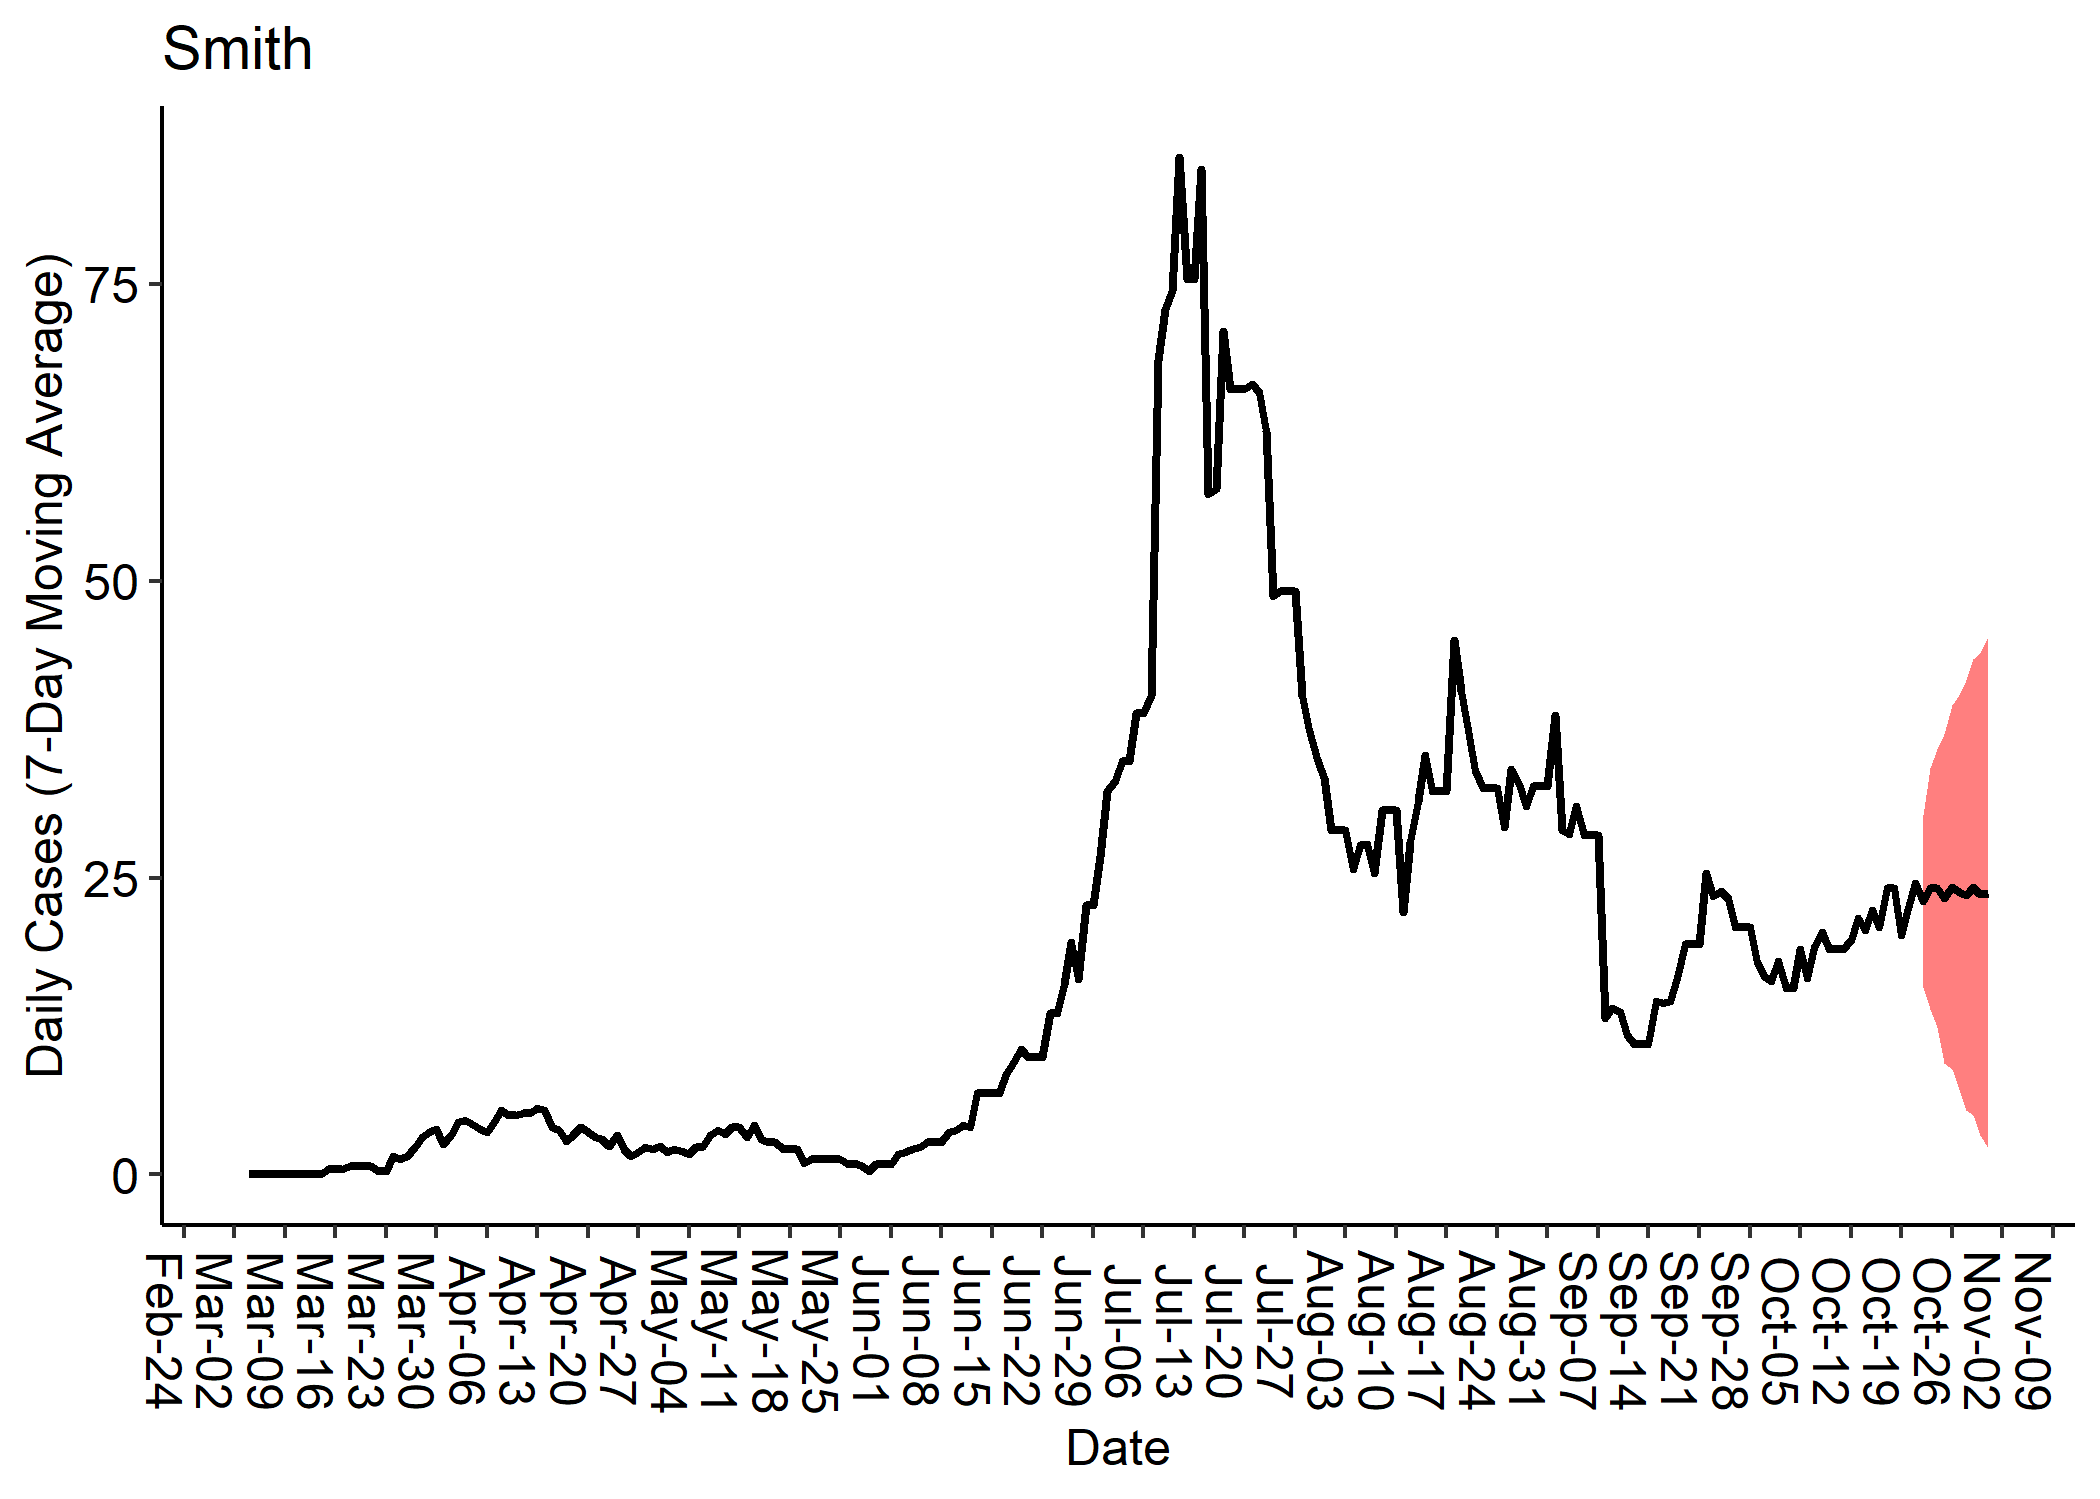 Smith
Daily Cases (7-Day Moving Average)
75
50
25
0
Feb-24
Mar-02
Mar-09
Mar-16
Mar-23
Mar-30
Apr-06
Apr-13
Apr-20
Apr-27
May-04
May-11
May-18
May-25
Jun-01
Jun-08
Jun-15
Jun-22
Jun-29
Jul-06
Jul-13
Jul-20
Jul-27
Aug-03
Aug-10
Aug-17
Aug-24
Aug-31
Sep-07
Sep-14
Sep-21
Sep-28
Oct-05
Oct-12
Oct-19
Oct-26
Nov-02
Nov-09
Date